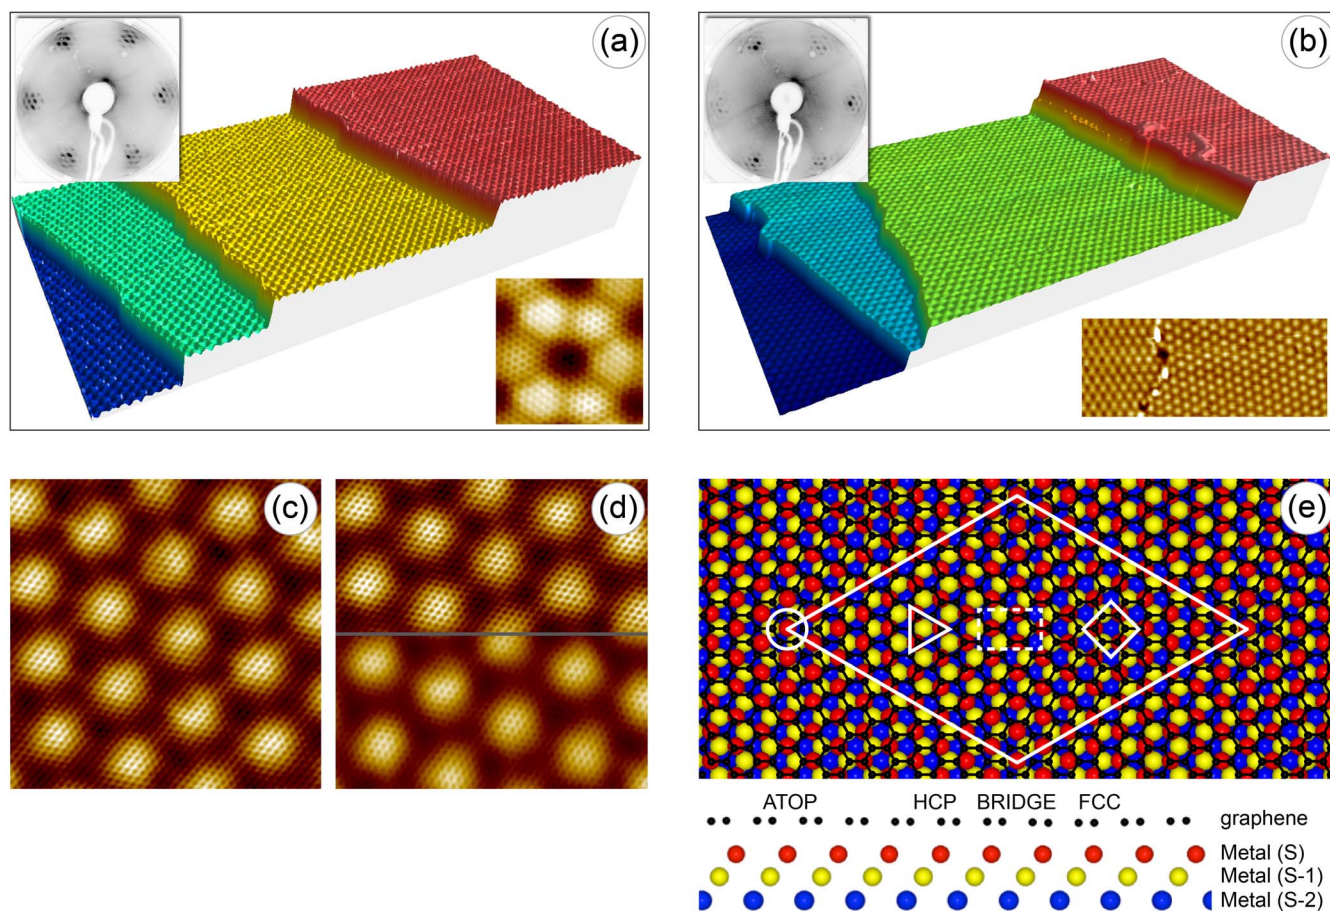 (a)
(b)
(c)
(d)
(e)
ATOP HCP BRIDGE FCC
graphene
Metal (S)
Metal (S-1)
Metal (S-2)